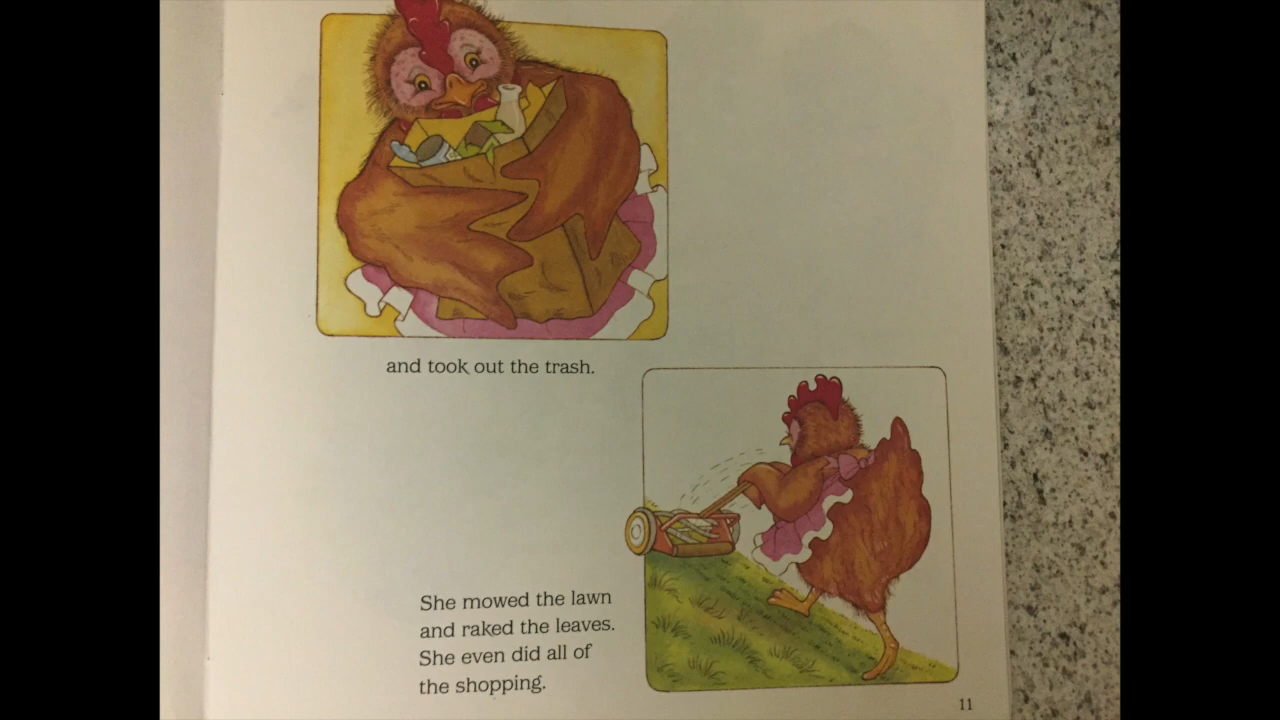 and took out the trash.
She mowed the lawn
and raked the leaves.
She even did all of
the shopping.
11